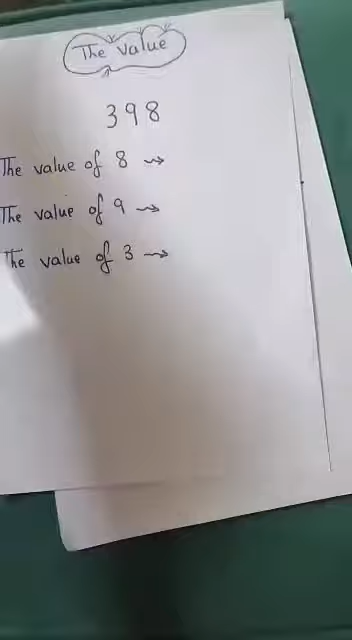 The value
398
The value of 8 ⇝
The value of 9 ⇝
The value of 3 ⇝